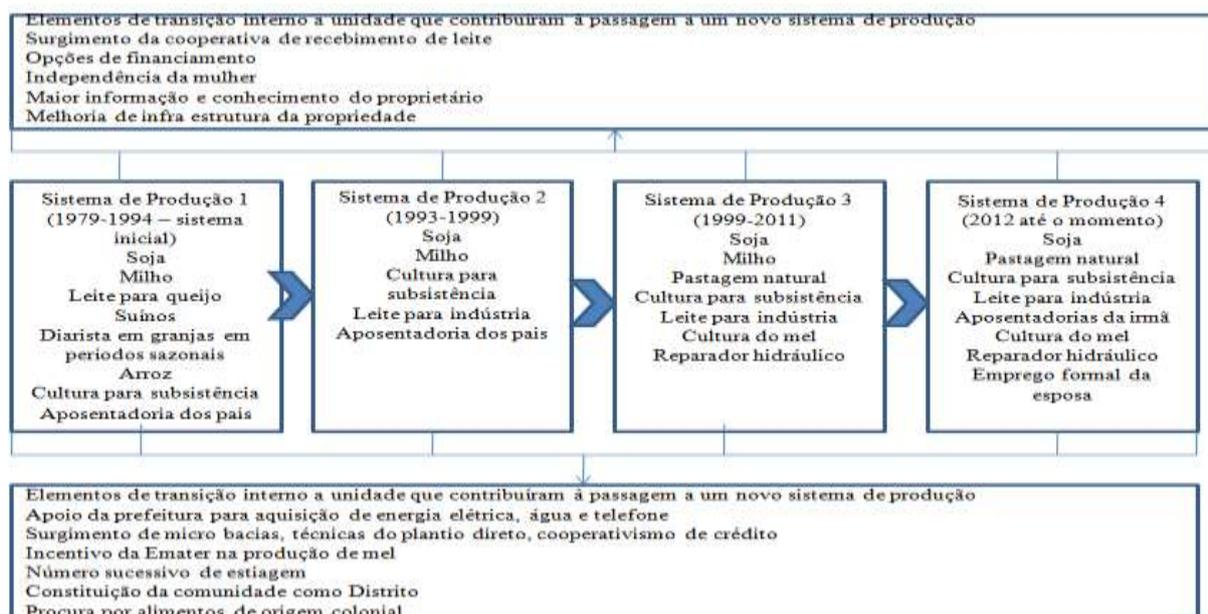 Elementos de transição interno a unidade que contribuíram à passagem a um novo sistema de produção
Surgimento da cooperativa de recebimento de leite
Opções de financiamento
Independência da mulher
Maior informação e conhecimento do proprietário
Melhoria de infra estrutura da propriedade
Sistema de Produção 1
(1979-1994 – sistema
inicial)
Soja
Milho
Leite para queijo
Suínos
Diarista em granjas em
periodos sazonais
Arroz
Cultura para subsistência
Aposentadoria dos pais
Sistema de Produção 2
(1993-1999)
Soja
Milho
Cultura para
subsistência
Leite para indústria
Aposentadoria dos pais
Sistema de Produção 3
(1999-2011)
Soja
Milho
Pastagem natural
Cultura para subsistência
Leite para indústria
Cultura do mel
Reparador hidráulico
Sistema de Produção 4
(2012 até o momento)
Soja
Pastagem natural
Cultura para subsistência
Leite para indústria
Aposentadorias da irmã
Cultura do mel
Reparador hidráulico
Emprego formal da
esposa
Elementos de transição interno a unidade que contribuíram à passagem a um novo sistema de produção
Apoio da prefeitura para aquisição de energia elétrica, água e telefone
Surgimento de micro bacias, técnicas do plantio direto, cooperativismo de crédito
Incentivo da Emater na produção de mel
Número sucessivo de estiagem
Constituição da comunidade como Distrito
Procura por alimentos de origem colonial